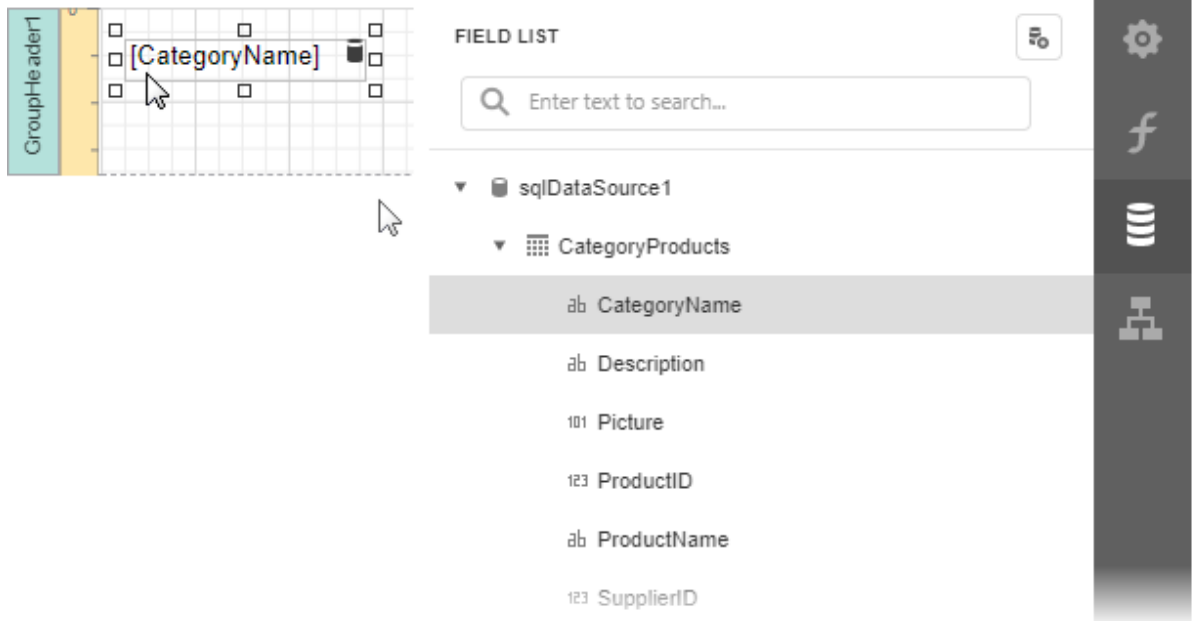 GroupHeader1
0
[CategoryName]
FIELD LIST
Enter text to search...
sqlDataSource1
CategoryProducts
ab CategoryName
ab Description
101 Picture
123 ProductID
ab ProductName
123 SupplierID